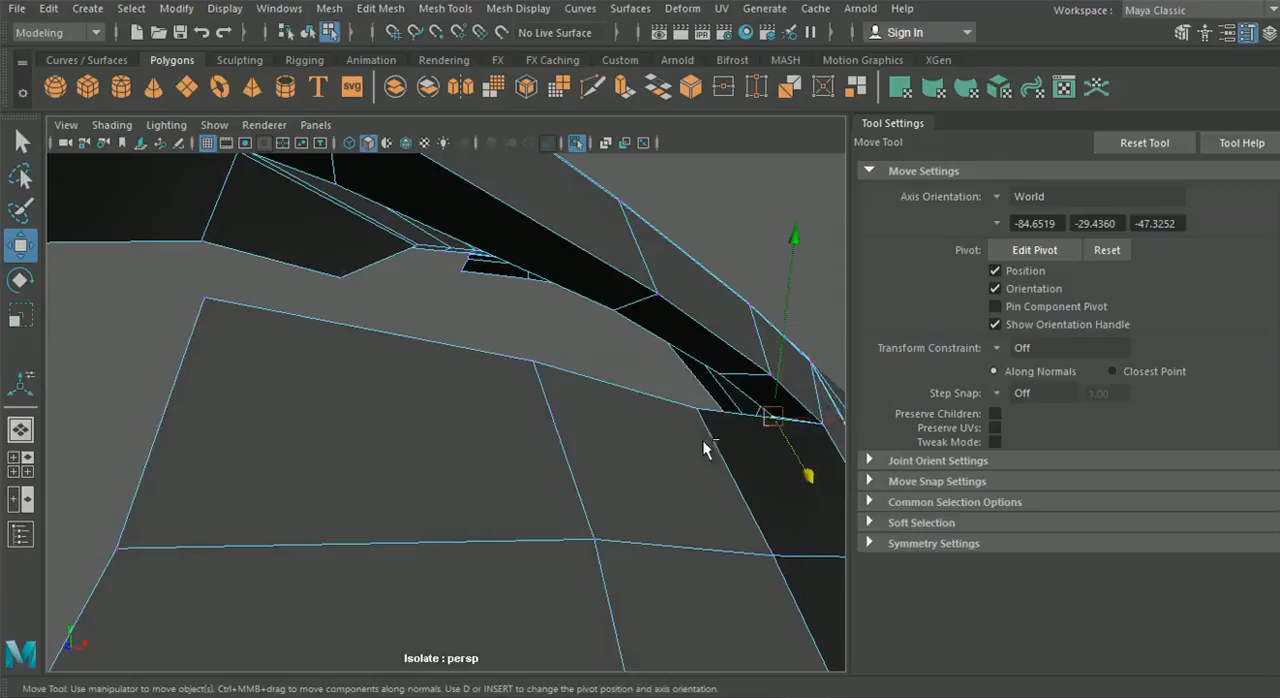 File Edit Create Select Modify Display Windows Mesh Edit Mesh Mesh Tools Mesh Display Curves Surfaces Deform UV Generate Cache Arnold Help Workspace : Maya Classic
Modeling No Live Surface Sign In
Curves / Surfaces Polygons Sculpting Rigging Animation Rendering FX FX Caching Custom Arnold Bifrost MASH Motion Graphics XGen
T SVG
View Shading Lighting Show Renderer Panels
Tool Settings
Move Tool Reset Tool Tool Help
Move Settings
Axis Orientation: World
-84.6519 -29.4360 -47.3252
Pivot: Edit Pivot Reset
Position
Orientation
Pin Component Pivot
Show Orientation Handle
Transform Constraint: Off
Along Normals Closest Point
Step Snap: Off 1.00
Preserve Children:
Preserve UVs:
Tweak Mode:
Joint Orient Settings
Move Snap Settings
Common Selection Options
Soft Selection
Symmetry Settings
Isolate : persp
M
Move Tool: Use manipulator to move object(s). Ctrl+MMB+drag to move components along normals. Use D or INSERT to change the pivot position and axis orientation.